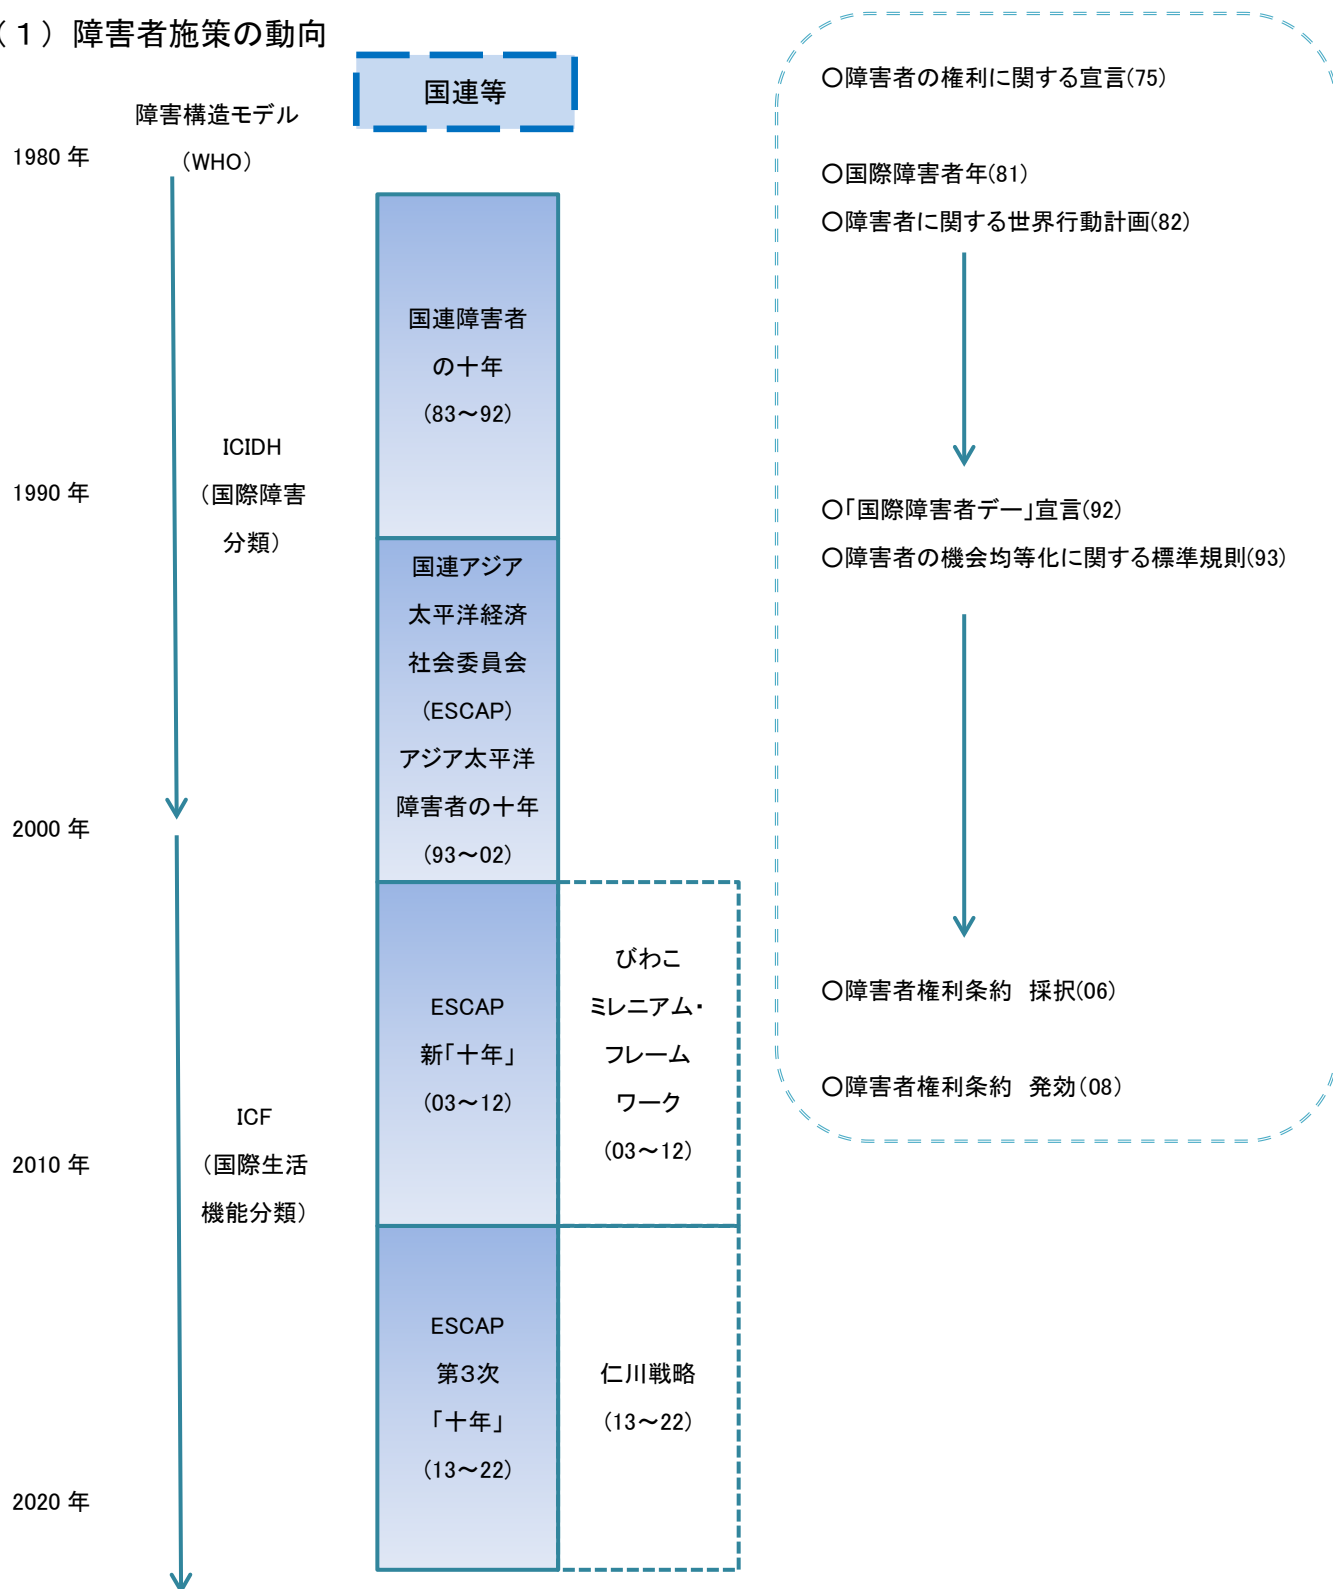 （１）障害者施策の動向
国連等
障害構造モデル
（WHO）
1980 年
1990 年
2000 年
2010 年
2020 年
ICIDH
（国際障害
分類）
ICF
（国際生活
機能分類）
国連障害者
の十年
（83～92）
国連アジア
太平洋経済
社会委員会
（ESCAP）
アジア太平洋
障害者の十年
（93～02）
ESCAP
新「十年」
（03～12）
びわこ
ミレニアム・
フレーム
ワーク
（03～12）
ESCAP
第３次
「十年」
（13～22）
仁川戦略
（13～22）
○障害者の権利に関する宣言(75)
○国際障害者年(81)
○障害者に関する世界行動計画(82)
○「国際障害者デー」宣言(92)
○障害者の機会均等化に関する標準規則(93)
○障害者権利条約　採択(06)
○障害者権利条約　発効(08)